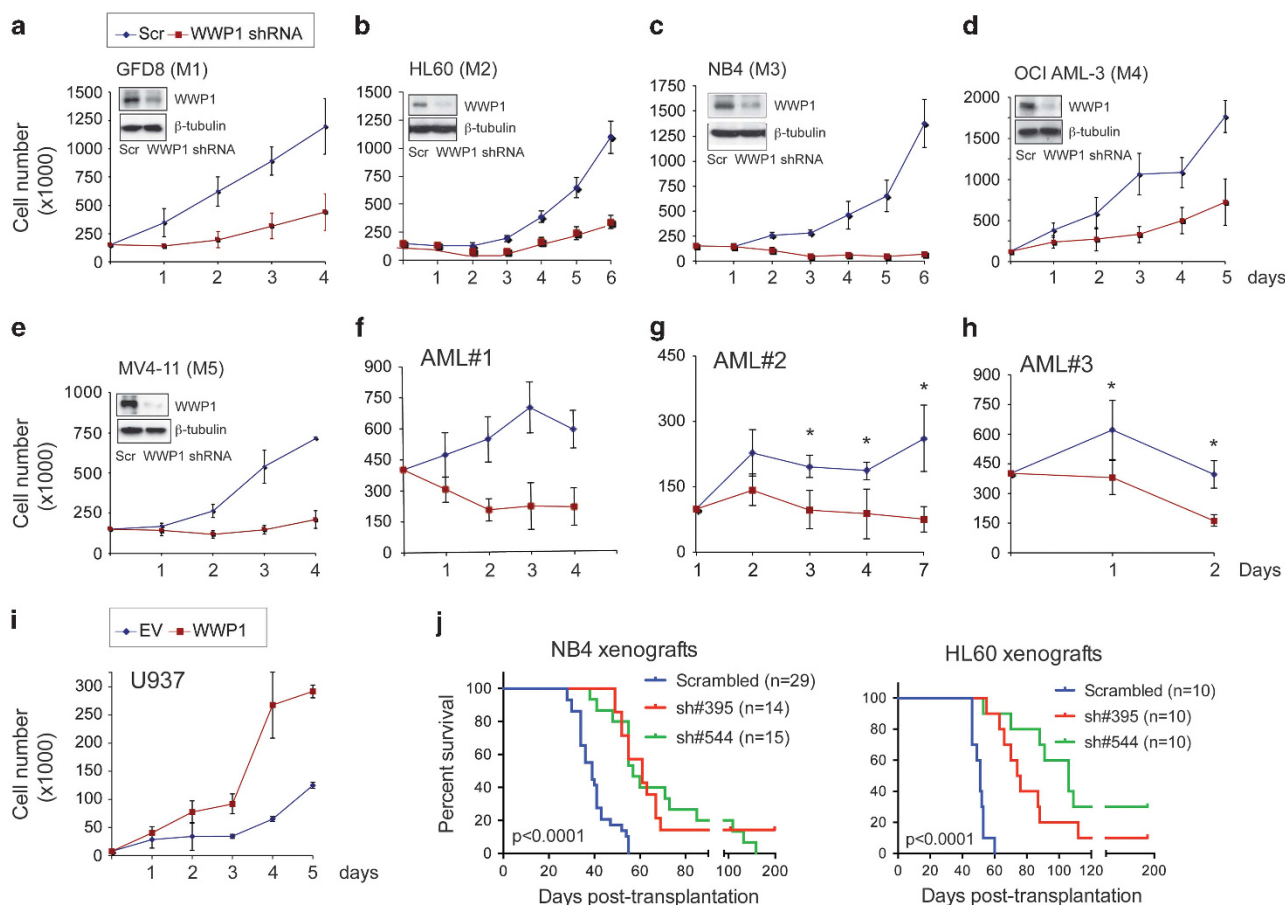 a
Scr WWP1 shRNA
GFD8 (M1)
WWP1
β-tubulin
Scr WWP1 shRNA
1500
1250
1000
750
500
250
0
Cell number
(x1000)
1 2 3 4
b
HL60 (M2)
WWP1
β-tubulin
Scr WWP1 shRNA
1500
1250
1000
750
500
250
0
1 2 3 4 5 6
c
NB4 (M3)
WWP1
β-tubulin
Scr WWP1 shRNA
1750
1500
1250
1000
750
500
250
0
1 2 3 4 5 6
d
OCI AML-3 (M4)
WWP1
β-tubulin
Scr WWP1 shRNA
2000
1500
1000
500
0
1 2 3 4 5 days
e
MV4-11 (M5)
WWP1
β-tubulin
Scr WWP1 shRNA
1000
750
500
250
0
Cell number
(x1000)
1 2 3 4
f
AML#1
900
750
600
450
300
150
0
1 2 3 4
g
AML#2
450
300
150
0
* * *
1 2 3 4 7
h
AML#3
900
750
600
450
300
150
0
* *
1 2 Days
i
EV WWP1
U937
300
250
200
150
100
50
0
Cell number
(x1000)
1 2 3 4 5 days
j
NB4 xenografts
Scrambled (n=29)
sh#395 (n=14)
sh#544 (n=15)
100
80
60
40
20
0
Percent survival
p<0.0001
0 20 40 60 80 100 200
Days post-transplantation
HL60 xenografts
Scrambled (n=10)
sh#395 (n=10)
sh#544 (n=10)
100
80
60
40
20
0
p<0.0001
0 20 40 60 80 100 120 200
Days post-transplantation